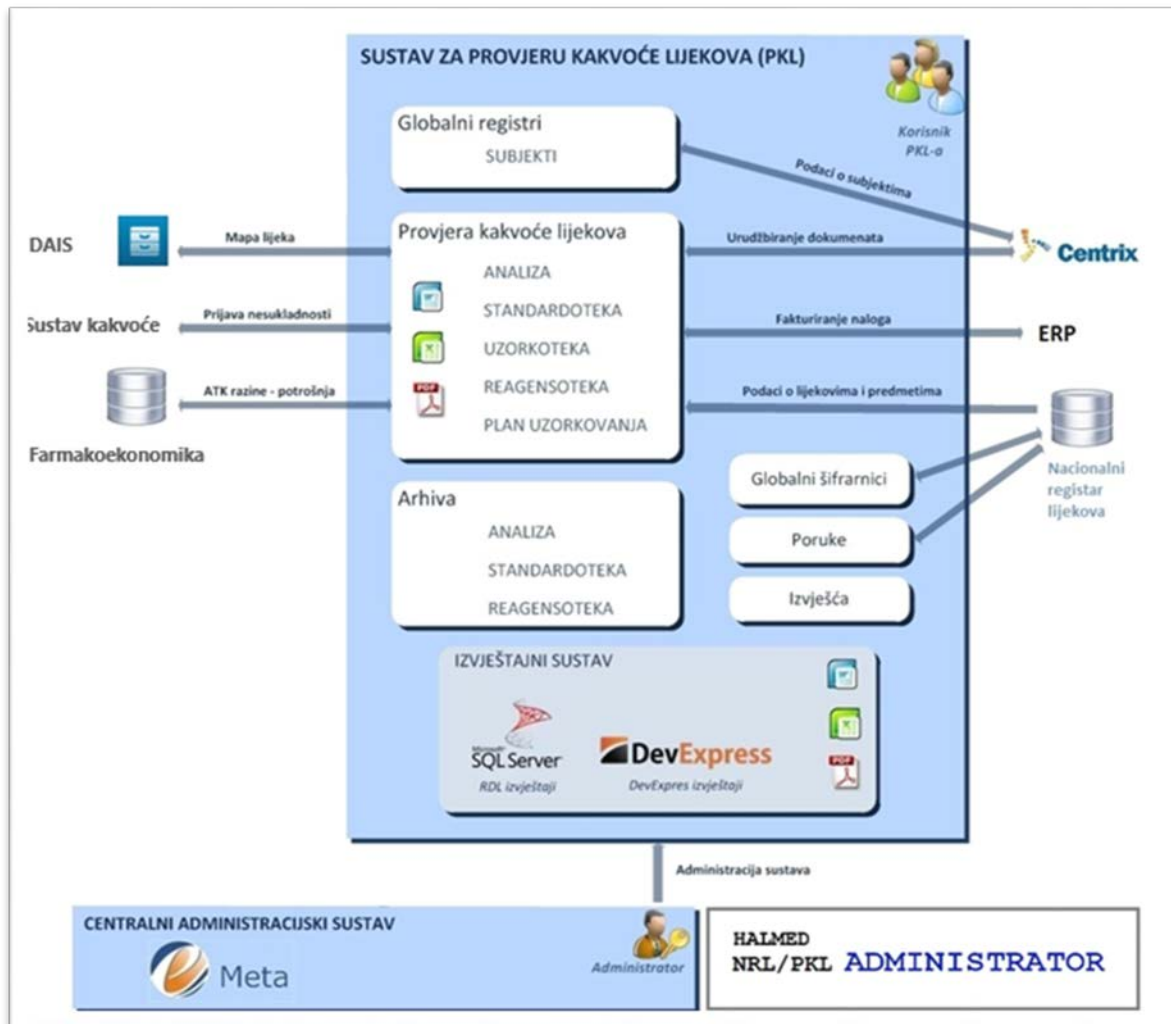 SUSTAV ZA PROVJERU KAKVOĆE LIJEKOVA (PKL)
Korisnik
PKL-a
Globalni registri
SUBJEKTI
Podaci o subjektima
DAIS
Mapa lijeka
Provjera kakvoće lijekova
Urudžbiranje dokumenata
Centrix
ANALIZA
STANDARDOTEKA
Sustav kakvoće
Prijava nesukladnosti
Fakturiranje naloga
ERP
UZORKOTEKA
ATK razine - potrošnja
PDF
REAGENSOTEKA
Podaci o lijekovima i predmetima
PLAN UZORKOVANJA
Farmakoekonomika
Nacionalni
registar
lijekova
Globalni šifrarnici
Arhiva
ANALIZA
Poruke
STANDARDOTEKA
REAGENSOTEKA
Izvješća
IZVJEŠTAJNI SUSTAV
Microsoft
SQL Server
RDL izvještaji
DevExpress
DevExpres izvještaji
PDF
Administracija sustava
CENTRALNI ADMINISTRACIJSKI SUSTAV
Meta
Administrator
HALMED
NRL/PKL ADMINISTRATOR